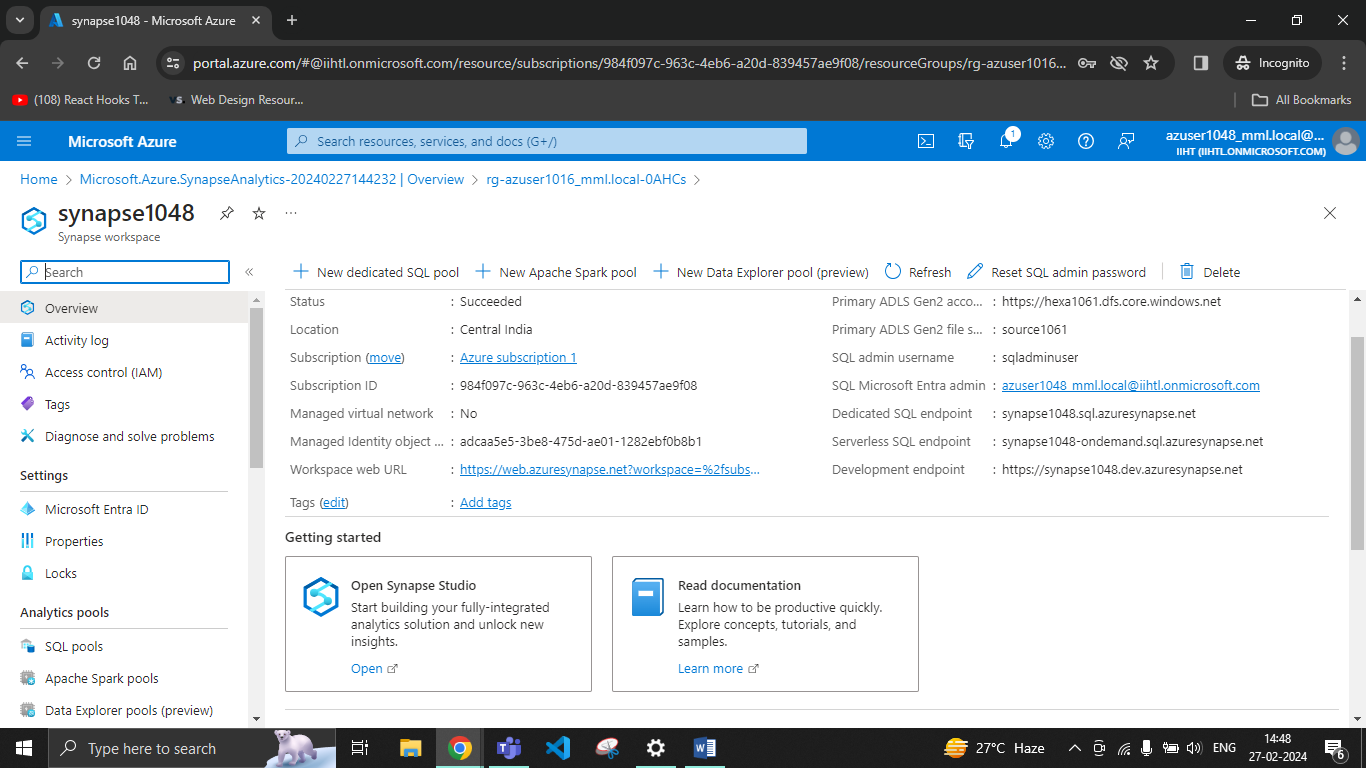 synapse1048 - Microsoft Azure
portal.azure.com/#@iihtl.onmicrosoft.com/resource/subscriptions/984f097c-963c-4eb6-a20d-839457ae9f08/resourceGroups/rg-azuser1016...
Incognito
(108) React Hooks T...
VS.
Web Design Resour...
All Bookmarks
Microsoft Azure
Search resources, services, and docs (G+/)
1
azuser1048_mml.local@...
IIHT (IIHTL.ONMICROSOFT.COM)
Home > Microsoft.Azure.SynapseAnalytics-20240227144232 | Overview > rg-azuser1016_mml.local-0AHCs >
synapse1048
...
Synapse workspace
Search
«
New dedicated SQL pool
New Apache Spark pool
New Data Explorer pool (preview)
Refresh
Reset SQL admin password
Delete
Overview
Activity log
Access control (IAM)
Tags
Diagnose and solve problems
Settings
Microsoft Entra ID
Properties
Locks
Analytics pools
SQL pools
Apache Spark pools
Data Explorer pools (preview)
Status : Succeeded
Location : Central India
Subscription (move) : Azure subscription 1
Subscription ID : 984f097c-963c-4eb6-a20d-839457ae9f08
Managed virtual network : No
Managed Identity object ... : adcaa5e5-3be8-475d-ae01-1282ebf0b8b1
Workspace web URL : https://web.azuresynapse.net?workspace=%2fsubs...
Tags (edit) : Add tags
Primary ADLS Gen2 acco... : https://hexa1061.dfs.core.windows.net
Primary ADLS Gen2 file s... : source1061
SQL admin username : sqladminuser
SQL Microsoft Entra admin : azuser1048_mml.local@iihtl.onmicrosoft.com
Dedicated SQL endpoint : synapse1048.sql.azuresynapse.net
Serverless SQL endpoint : synapse1048-ondemand.sql.azuresynapse.net
Development endpoint : https://synapse1048.dev.azuresynapse.net
Getting started
Open Synapse Studio
Start building your fully-integrated
analytics solution and unlock new
insights.
Open
Read documentation
Learn how to be productive quickly.
Explore concepts, tutorials, and
samples.
Learn more
Type here to search
27°C Haze
ENG
14:48
27-02-2024
6